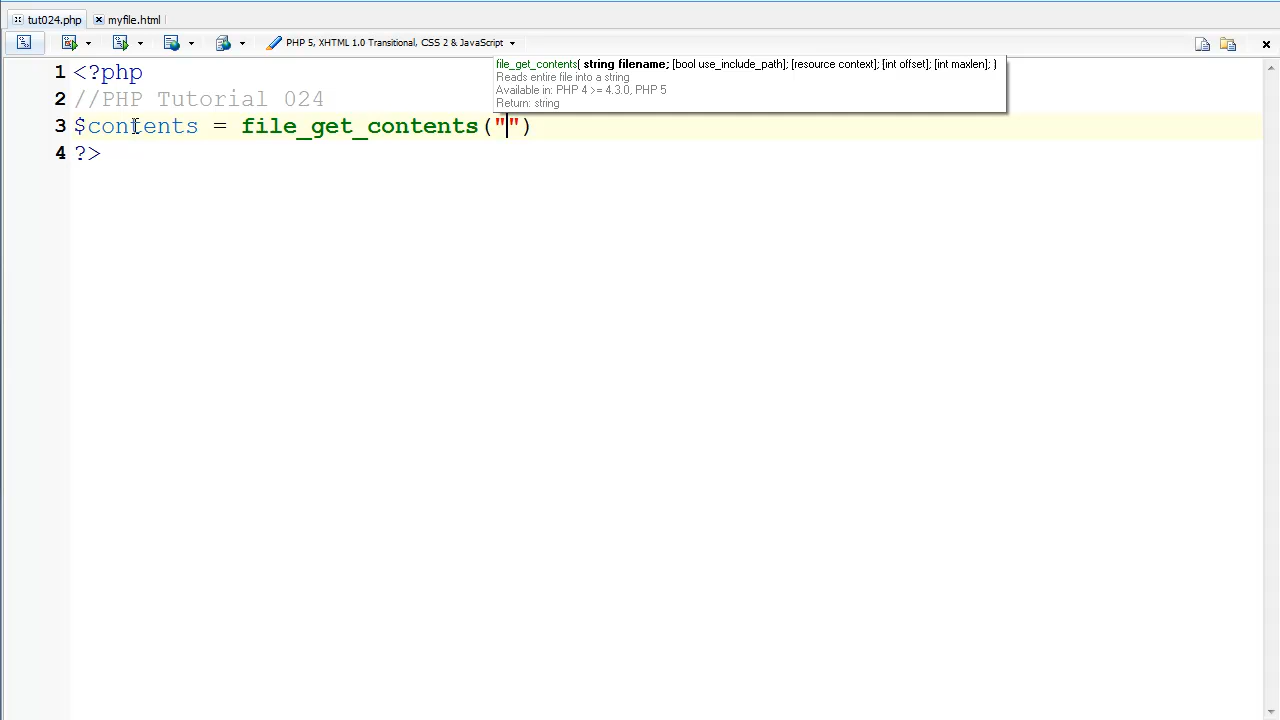 tut024.php myfile.html
PHP 5, XHTML 1.0 Transitional, CSS 2 & JavaScript
file_get_contents( string filename; [bool use_include_path]; [resource context]; [int offset]; [int maxlen]; )
Reads entire file into a string
Available in: PHP 4 >= 4.3.0, PHP 5
Return: string
1 <?php
2 //PHP Tutorial 024
3 $contents = file_get_contents("")
4 ?>